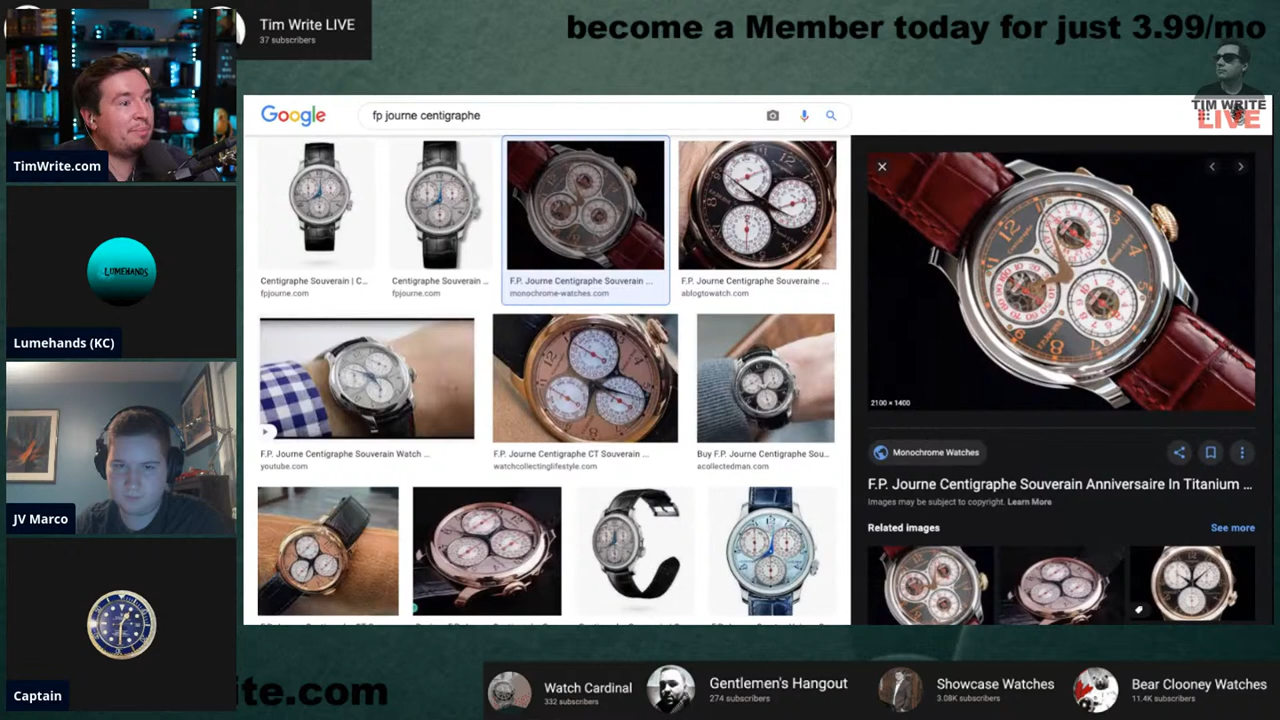 Tim Write LIVE
37 subscribers
become a Member today for just 3.99/mo
TIM WRITE
LIVE
TimWrite.com
LUMEHANDS
Lumehands (KC)
JV Marco
Captain
Google
fp journe centigraphe
Centigraphe Souverain | C...
fpjourne.com
Centigraphe Souverain ...
fpjourne.com
F.P. Journe Centigraphe Souverain ...
monochrome-watches.com
F.P. Journe Centigraphe Souveraine ...
ablogtowatch.com
F.P. Journe Centigraphe Souverain Watch ...
youtube.com
F.P. Journe Centigraphe CT Souverain ...
watchcollectinglifestyle.com
Buy F.P. Journe Centigraphe Sou...
acollectedman.com
2100 × 1400
Monochrome Watches
F.P. Journe Centigraphe Souverain Anniversaire In Titanium ...
Images may be subject to copyright. Learn More
Related images
See more
ite.com
Watch Cardinal
332 subscribers
Gentlemen's Hangout
274 subscribers
Showcase Watches
3.08K subscribers
Bear Clooney Watches
11.4K subscribers